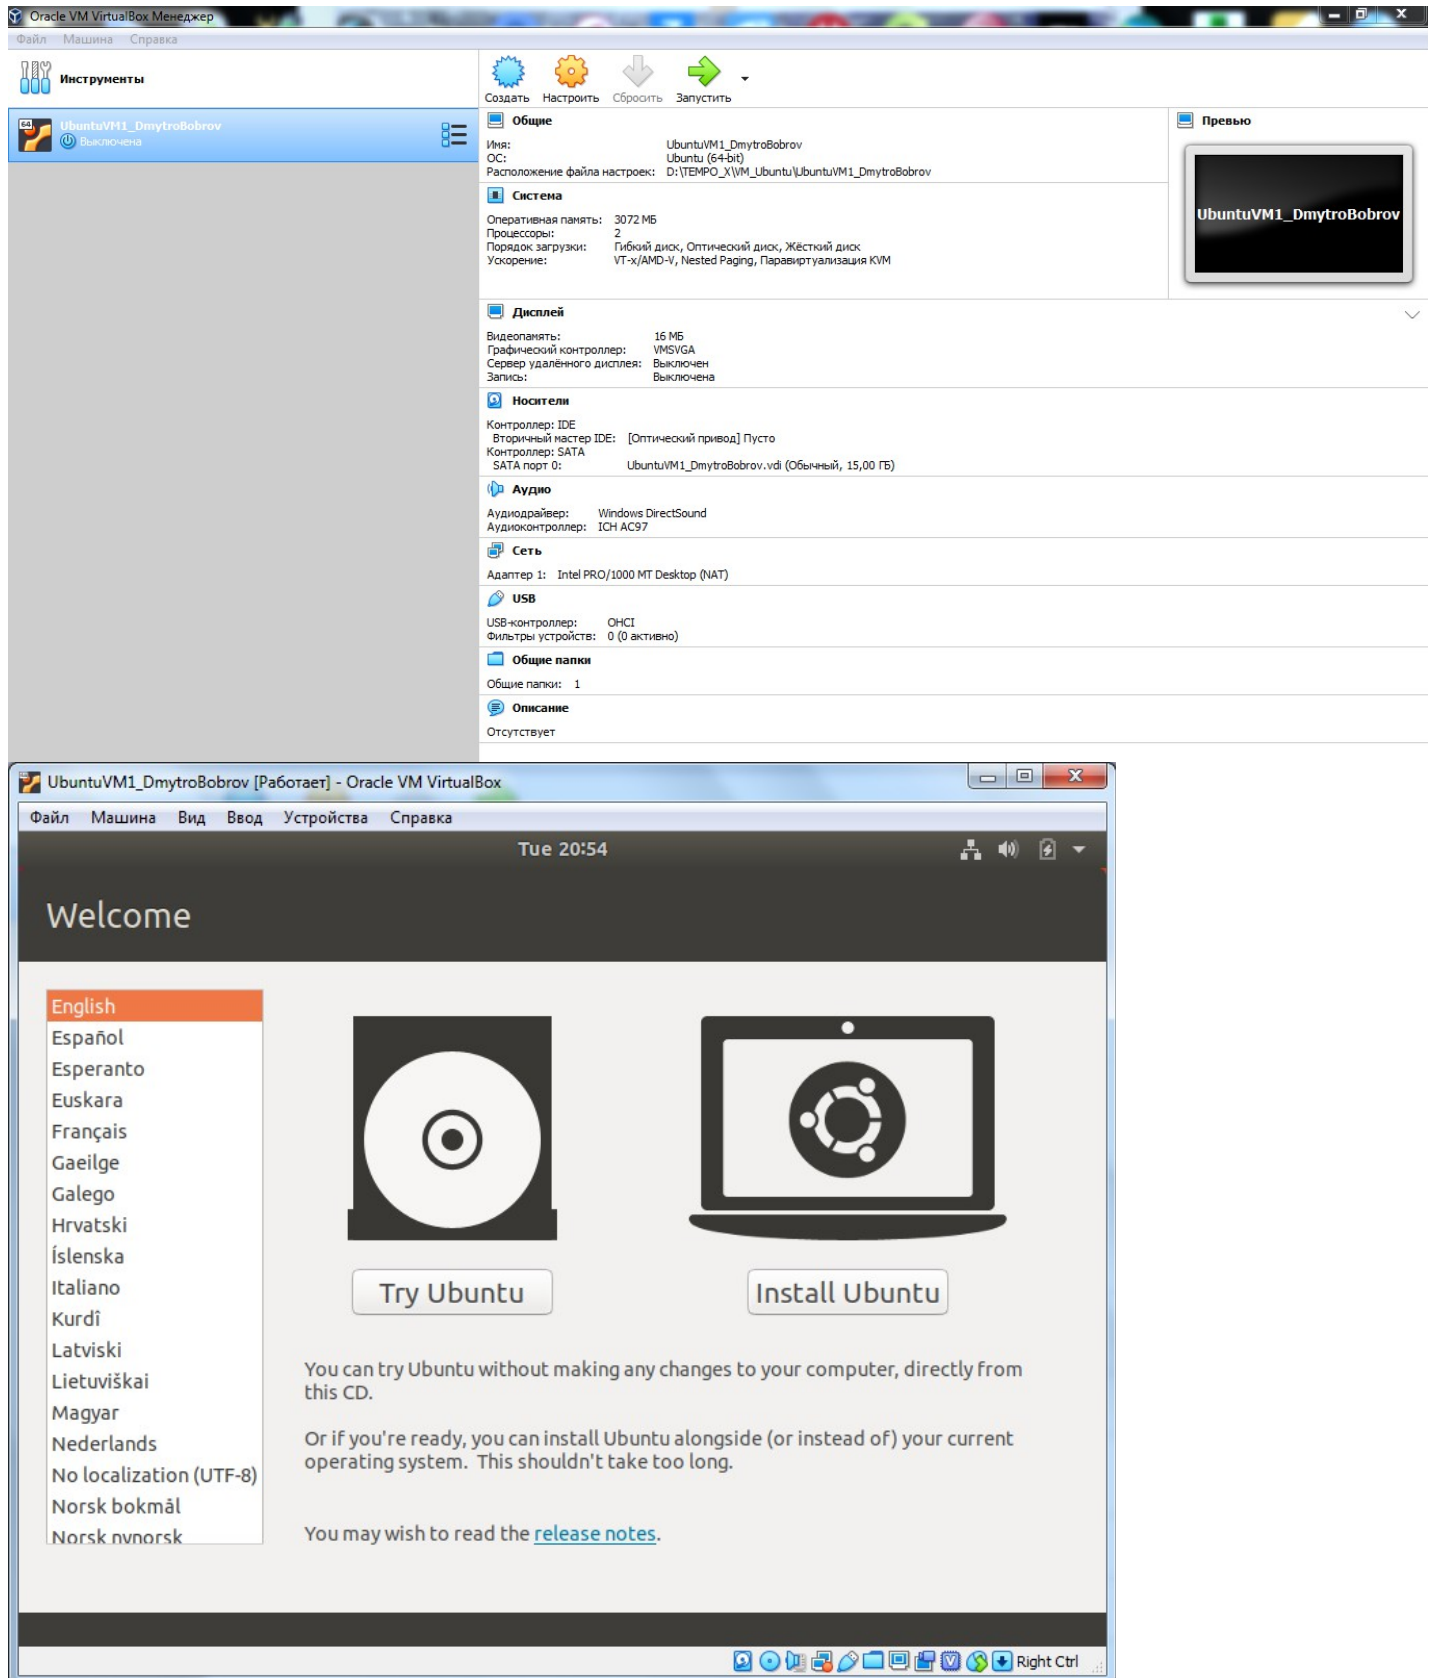 Oracle VM VirtualBox Менеджер
Файл Машина Справка
Инструменты
Создать Настроить Сбросить Запустить
64 UbuntuVM1_DmytroBobrov
Выключена
Общие
Имя: UbuntuVM1_DmytroBobrov
ОС: Ubuntu (64-bit)
Расположение файла настроек: D:\TEMPO_X\VM_Ubuntu\UbuntuVM1_DmytroBobrov
Превью
UbuntuVM1_DmytroBobrov
Система
Оперативная память: 3072 МБ
Процессоры: 2
Порядок загрузки: Гибкий диск, Оптический диск, Жёсткий диск
Ускорение: VT-x/AMD-V, Nested Paging, Паравиртуализация KVM
Дисплей
Видеопамять: 16 МБ
Графический контроллер: VMSVGA
Сервер удалённого дисплея: Выключен
Запись: Выключена
Носители
Контроллер: IDE
Вторичный мастер IDE: [Оптический привод] Пусто
Контроллер: SATA
SATA порт 0: UbuntuVM1_DmytroBobrov.vdi (Обычный, 15,00 ГБ)
Аудио
Аудиодрайвер: Windows DirectSound
Аудиоконтроллер: ICH AC97
Сеть
Адаптер 1: Intel PRO/1000 MT Desktop (NAT)
USB
USB-контроллер: OHCI
Фильтры устройств: 0 (0 активно)
Общие папки
Общие папки: 1
Описание
Отсутствует
UbuntuVM1_DmytroBobrov [Работает] - Oracle VM VirtualBox
Файл Машина Вид Ввод Устройства Справка
Tue 20:54
Welcome
English
Español
Esperanto
Euskara
Français
Gaeilge
Galego
Hrvatski
Íslenska
Italiano
Kurdî
Latviski
Lietuviškai
Magyar
Nederlands
No localization (UTF-8)
Norsk bokmål
Norsk nynorsk
Try Ubuntu
Install Ubuntu
You can try Ubuntu without making any changes to your computer, directly from
this CD.
Or if you're ready, you can install Ubuntu alongside (or instead of) your current
operating system. This shouldn't take too long.
You may wish to read the release notes.
Right Ctrl